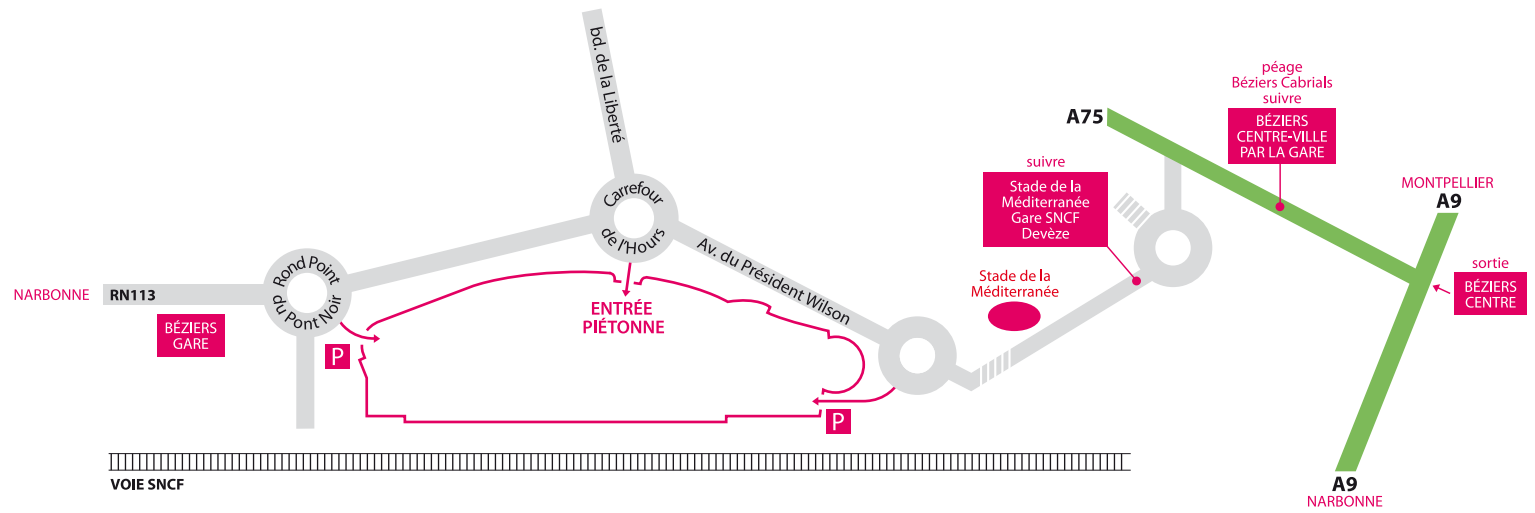 bd. de la Liberté
péage
Béziers Cabrials
suivre
BÉZIERS
CENTRE-VILLE
PAR LA GARE
A75
suivre
Stade de la
Méditerranée
Gare SNCF
Devèze
MONTPELLIER
A9
Carrefour
de l'Hours
Av. du Président Wilson
Rond Point
du Pont Noir
NARBONNE
RN113
BÉZIERS
GARE
P
ENTRÉE
PIÉTONNE
Stade de la
Méditerranée
sortie
BÉZIERS
CENTRE
P
VOIE SNCF
A9
NARBONNE